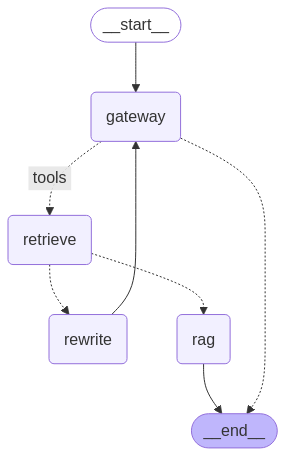 __start__
gateway
tools
retrieve
rewrite
rag
__end__